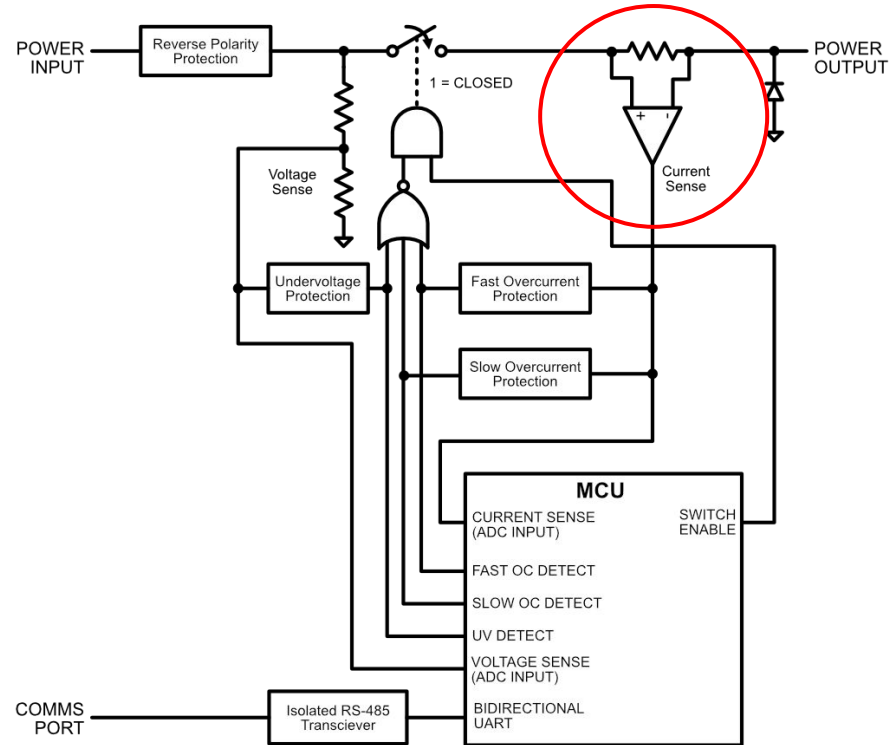 POWER
INPUT
Reverse Polarity
Protection
1 = CLOSED
+ -
POWER
OUTPUT
Current
Sense
Voltage
Sense
Undervoltage
Protection
Fast Overcurrent
Protection
Slow Overcurrent
Protection
MCU
CURRENT SENSE
(ADC INPUT)
SWITCH
ENABLE
FAST OC DETECT
SLOW OC DETECT
UV DETECT
VOLTAGE SENSE
(ADC INPUT)
BIDIRECTIONAL
UART
COMMS
PORT
Isolated RS-485
Transciever